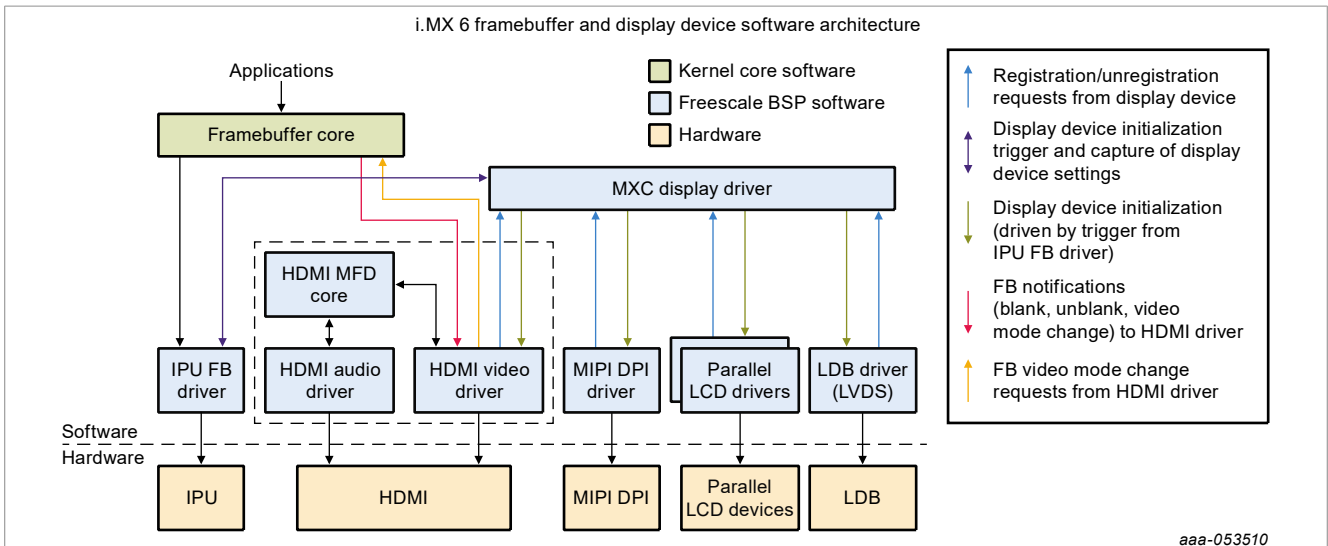 i.MX 6 framebuffer and display device software architecture
Applications
Framebuffer core
Kernel core software
Freescale BSP software
Hardware
MXC display driver
HDMI MFD
core
IPU FB
driver
HDMI audio
driver
HDMI video
driver
MIPI DPI
driver
Parallel
LCD drivers
LDB driver
(LVDS)
Software
Hardware
IPU
HDMI
MIPI DPI
Parallel
LCD devices
LDB
Registration/unregistration
requests from display device
Display device initialization
trigger and capture of display
device settings
Display device initialization
(driven by trigger from
IPU FB driver)
FB notifications
(blank, unblank, video
mode change) to HDMI driver
FB video mode change
requests from HDMI driver
aaa-053510